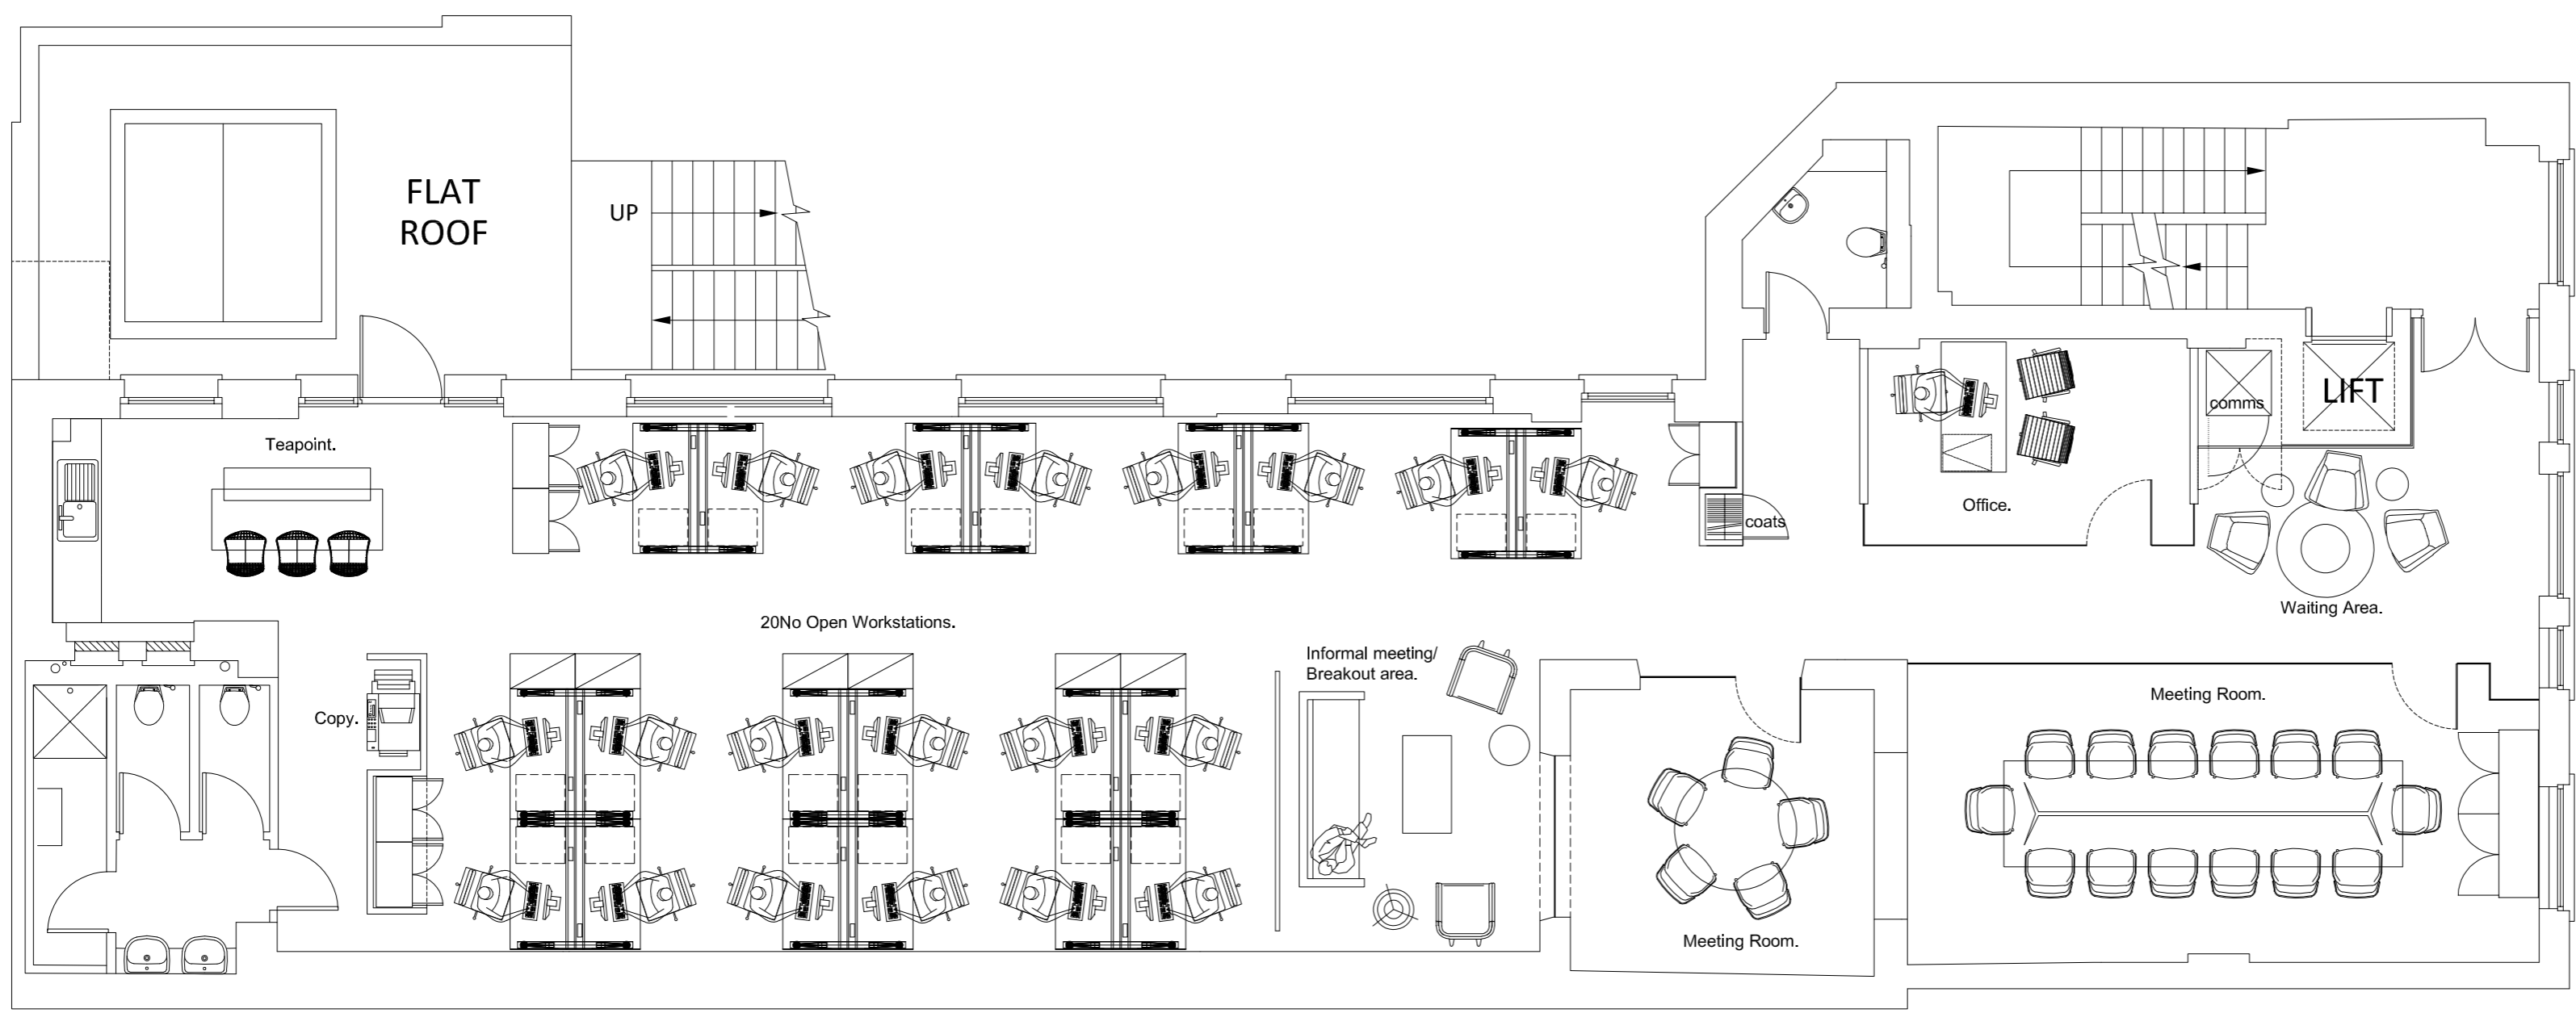 FLAT
ROOF
UP
LIFT
comms
Teapoint.
Office.
coats
Waiting Area.
20No Open Workstations.
Informal meeting/
Breakout area.
Meeting Room.
Copy.
Meeting Room.